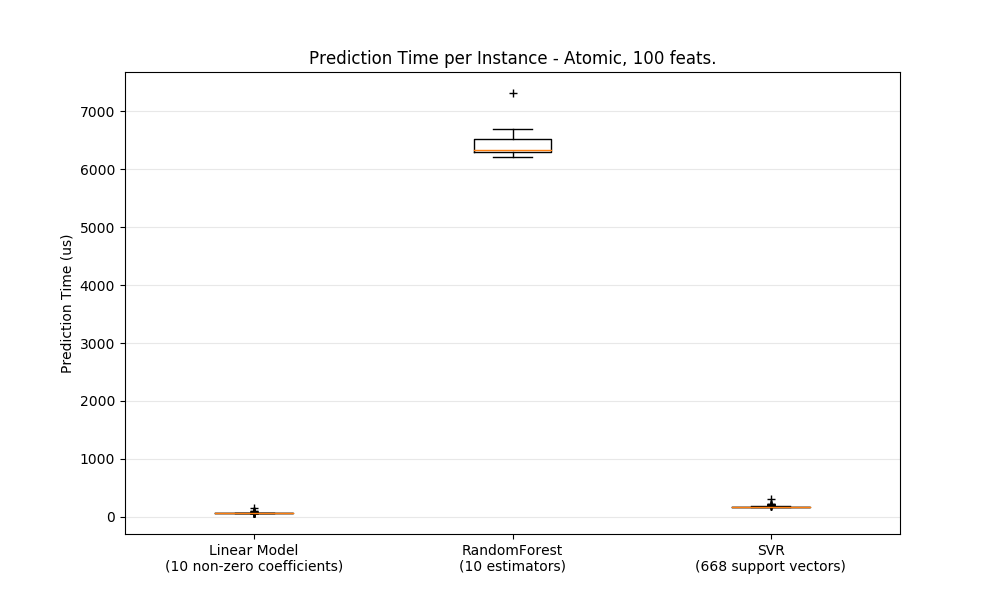 Prediction Time per Instance - Atomic, 100 feats.
Prediction Time (us)
7000
6000
5000
4000
3000
2000
1000
0
Linear Model
(10 non-zero coefficients)
RandomForest
(10 estimators)
SVR
(668 support vectors)